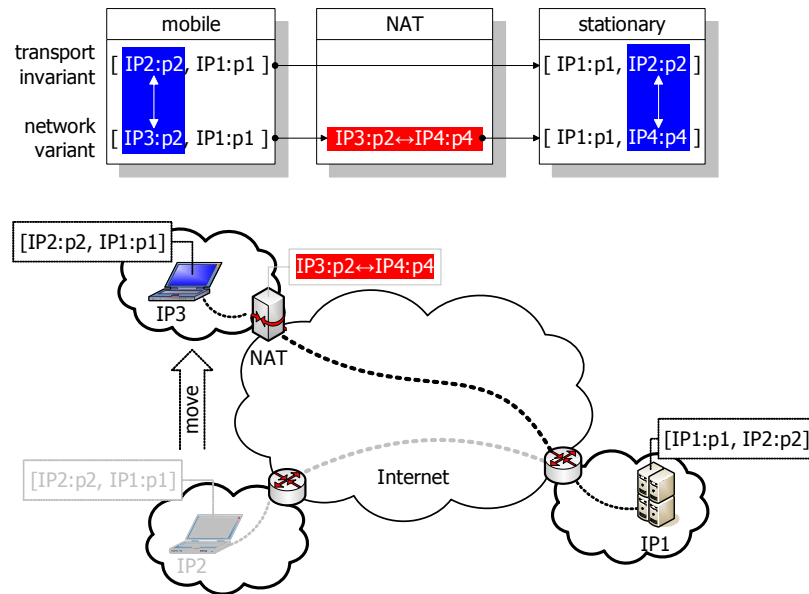 mobile
NAT
stationary
transport invariant
[ IP2:p2, IP1:p1 ]
[ IP1:p1, IP2:p2 ]
network variant
[ IP3:p2, IP1:p1 ]
IP3:p2↔IP4:p4
[ IP1:p1, IP4:p4 ]
[IP2:p2, IP1:p1]
IP3:p2↔IP4:p4
IP3
NAT
move
[IP1:p1, IP2:p2]
[IP2:p2, IP1:p1]
Internet
IP1
IP2